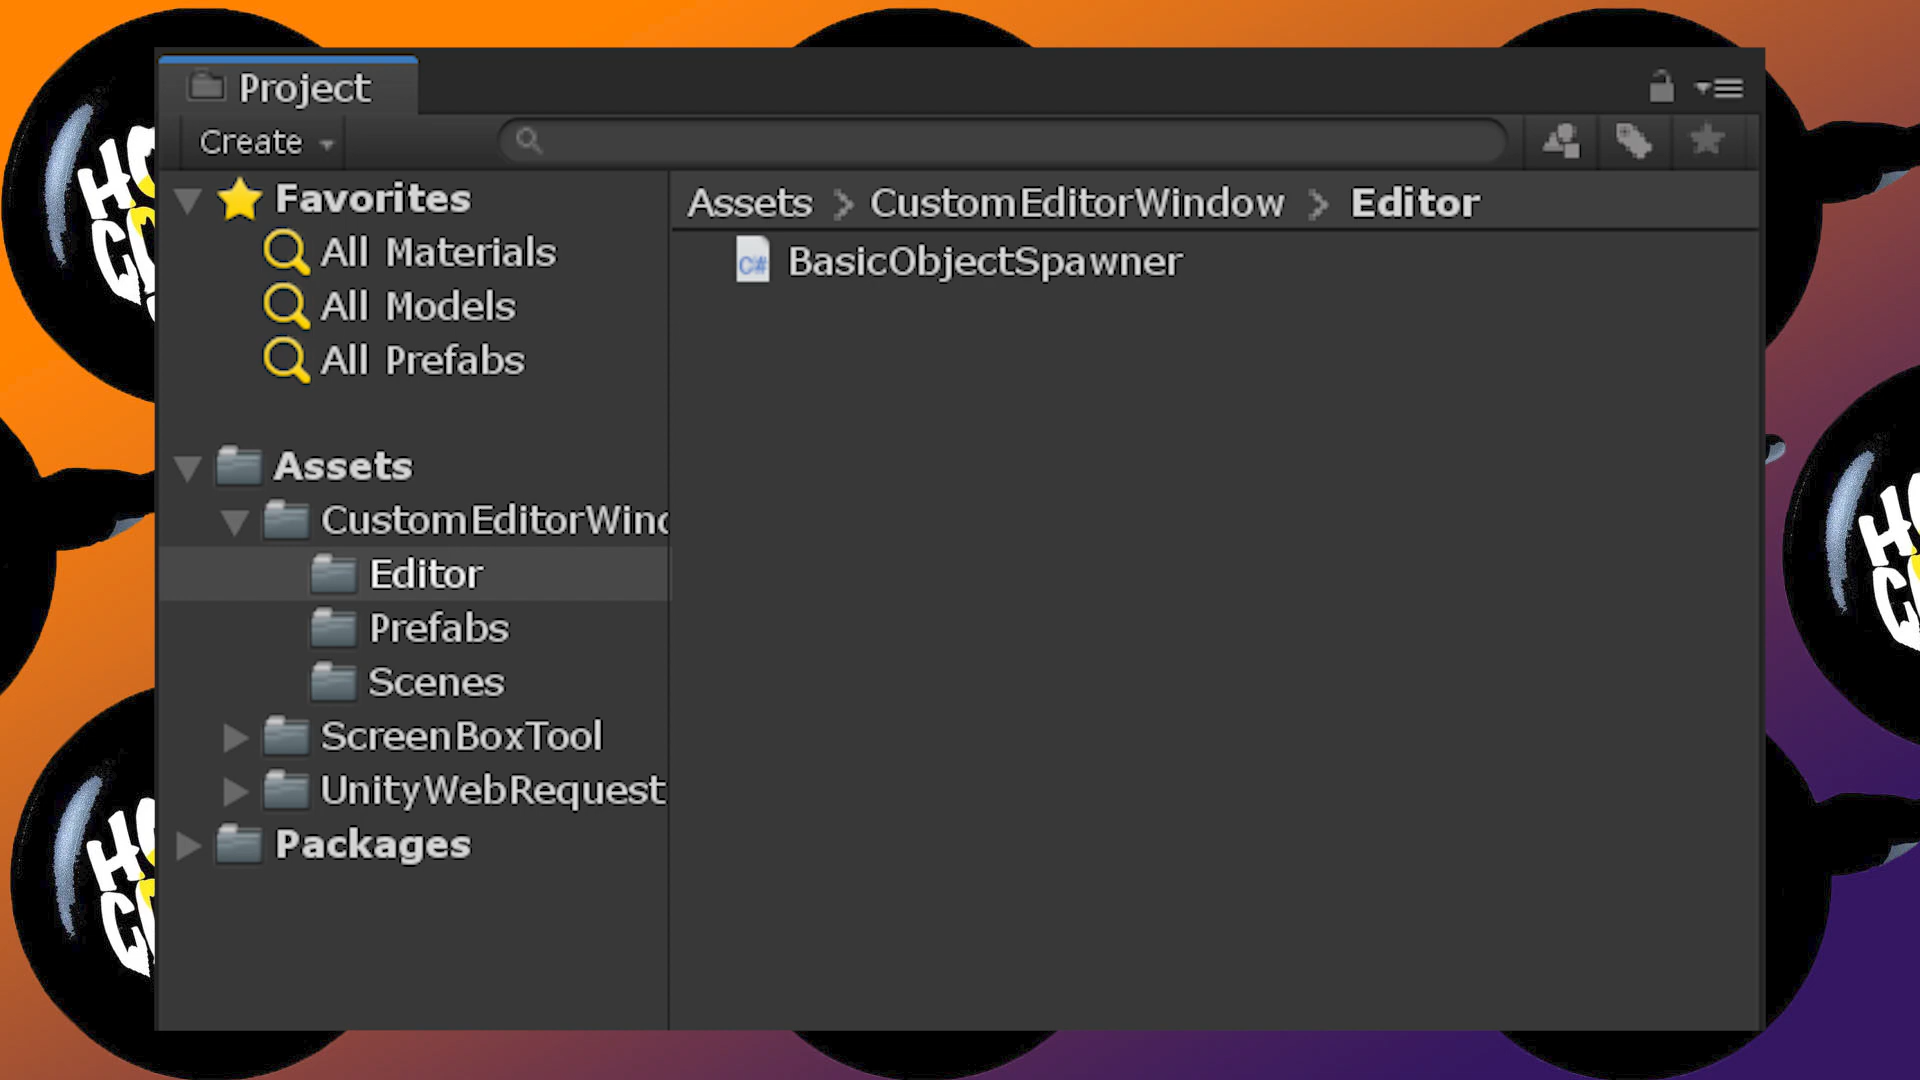 Project
Create
Favorites
All Materials
All Models
All Prefabs
Assets
CustomEditorWind
Editor
Prefabs
Scenes
ScreenBoxTool
UnityWebRequest
Packages
Assets > CustomEditorWindow > Editor
C# BasicObjectSpawner